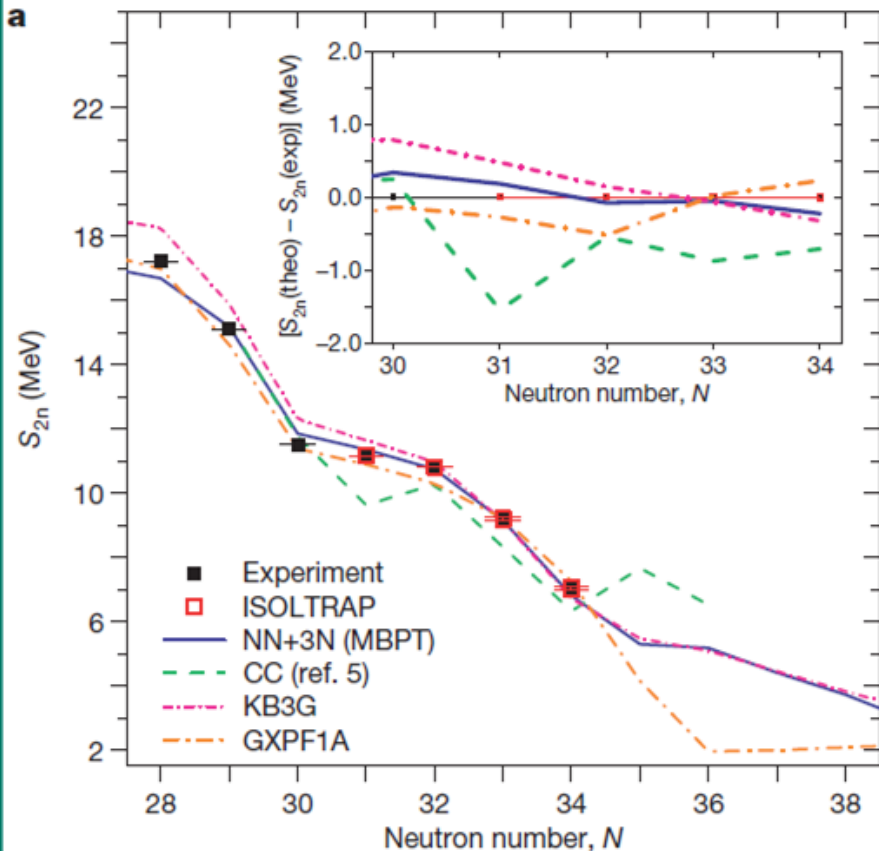 a
22
18
14
10
6
2
S2n (MeV)
2.0
1.0
0.0
–1.0
–2.0
[S2n(theo) – S2n(exp)] (MeV)
30 31 32 33 34
Neutron number, N
Experiment
ISOLTRAP
NN+3N (MBPT)
CC (ref. 5)
KB3G
GXPF1A
28 30 32 34 36 38
Neutron number, N